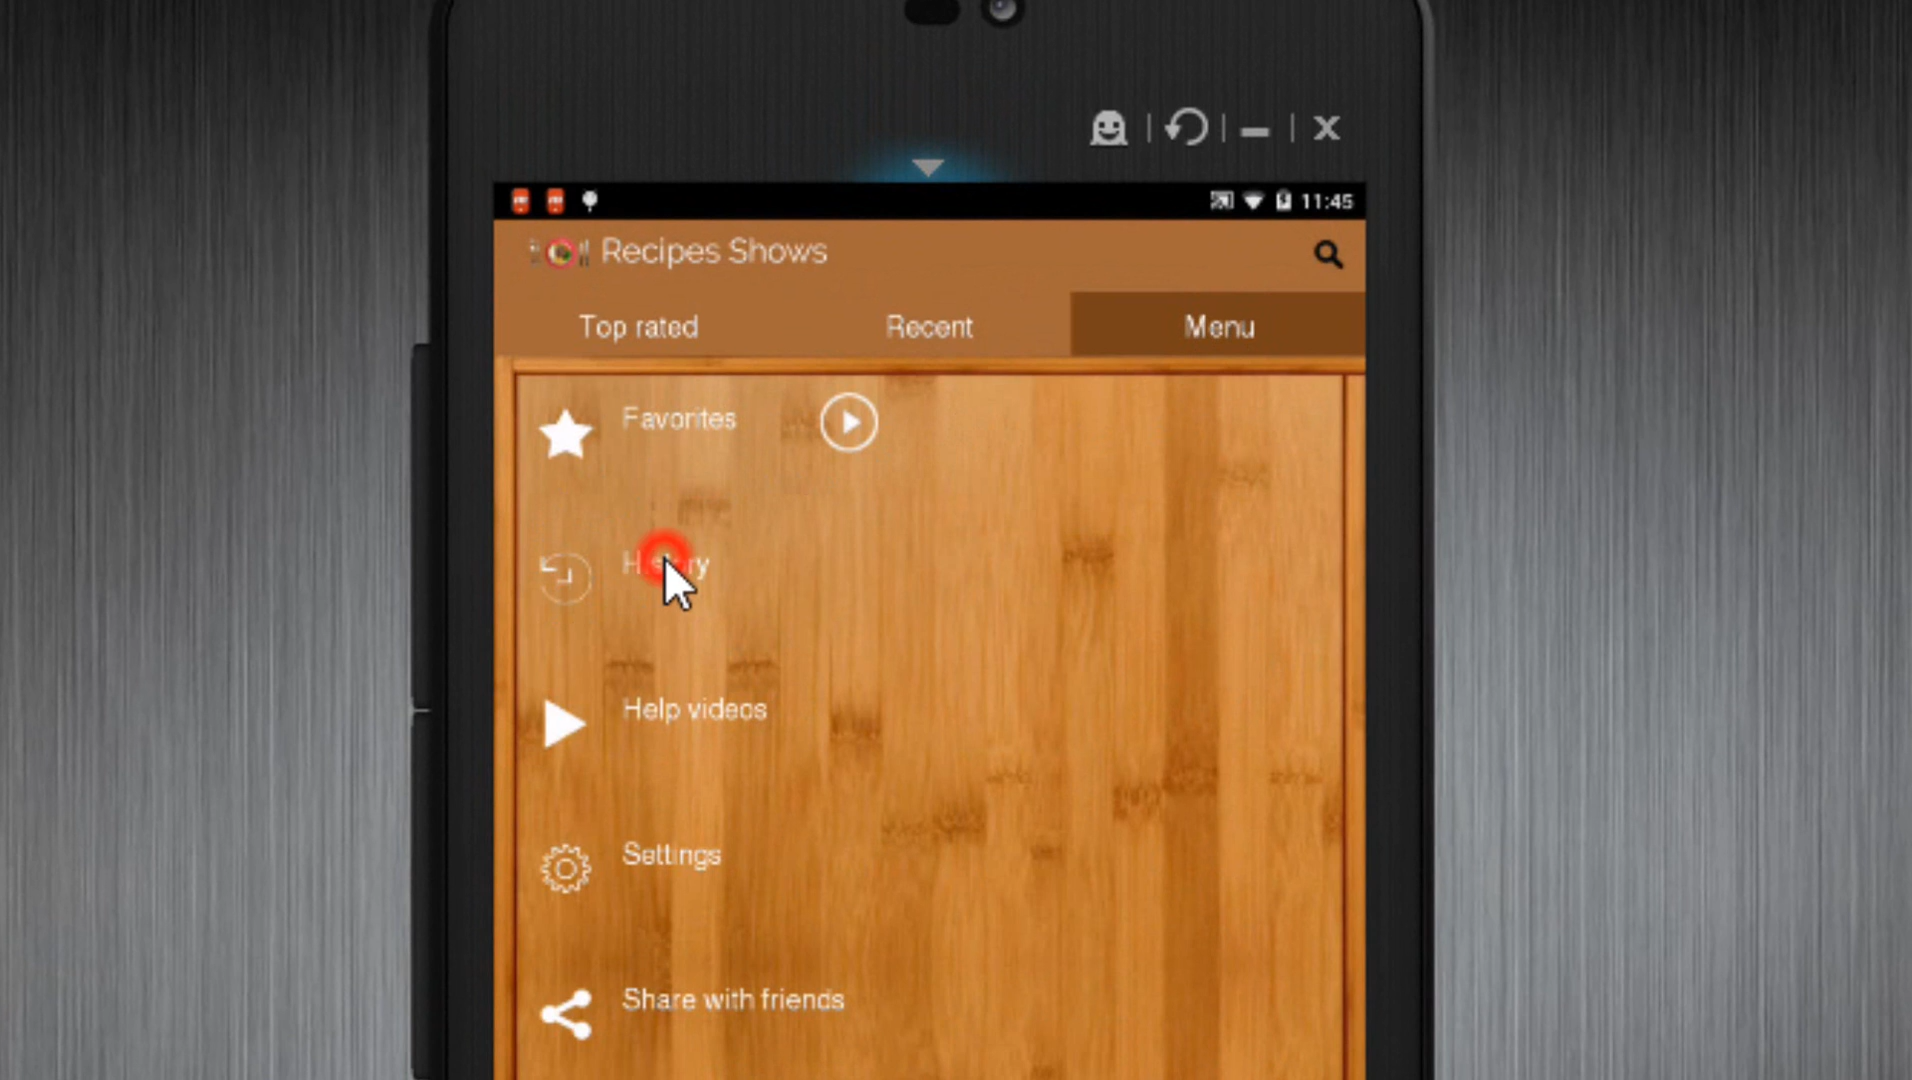 11:45
Recipes Shows
Top rated
Recent
Menu
Favorites
Help videos
Settings
Share with friends